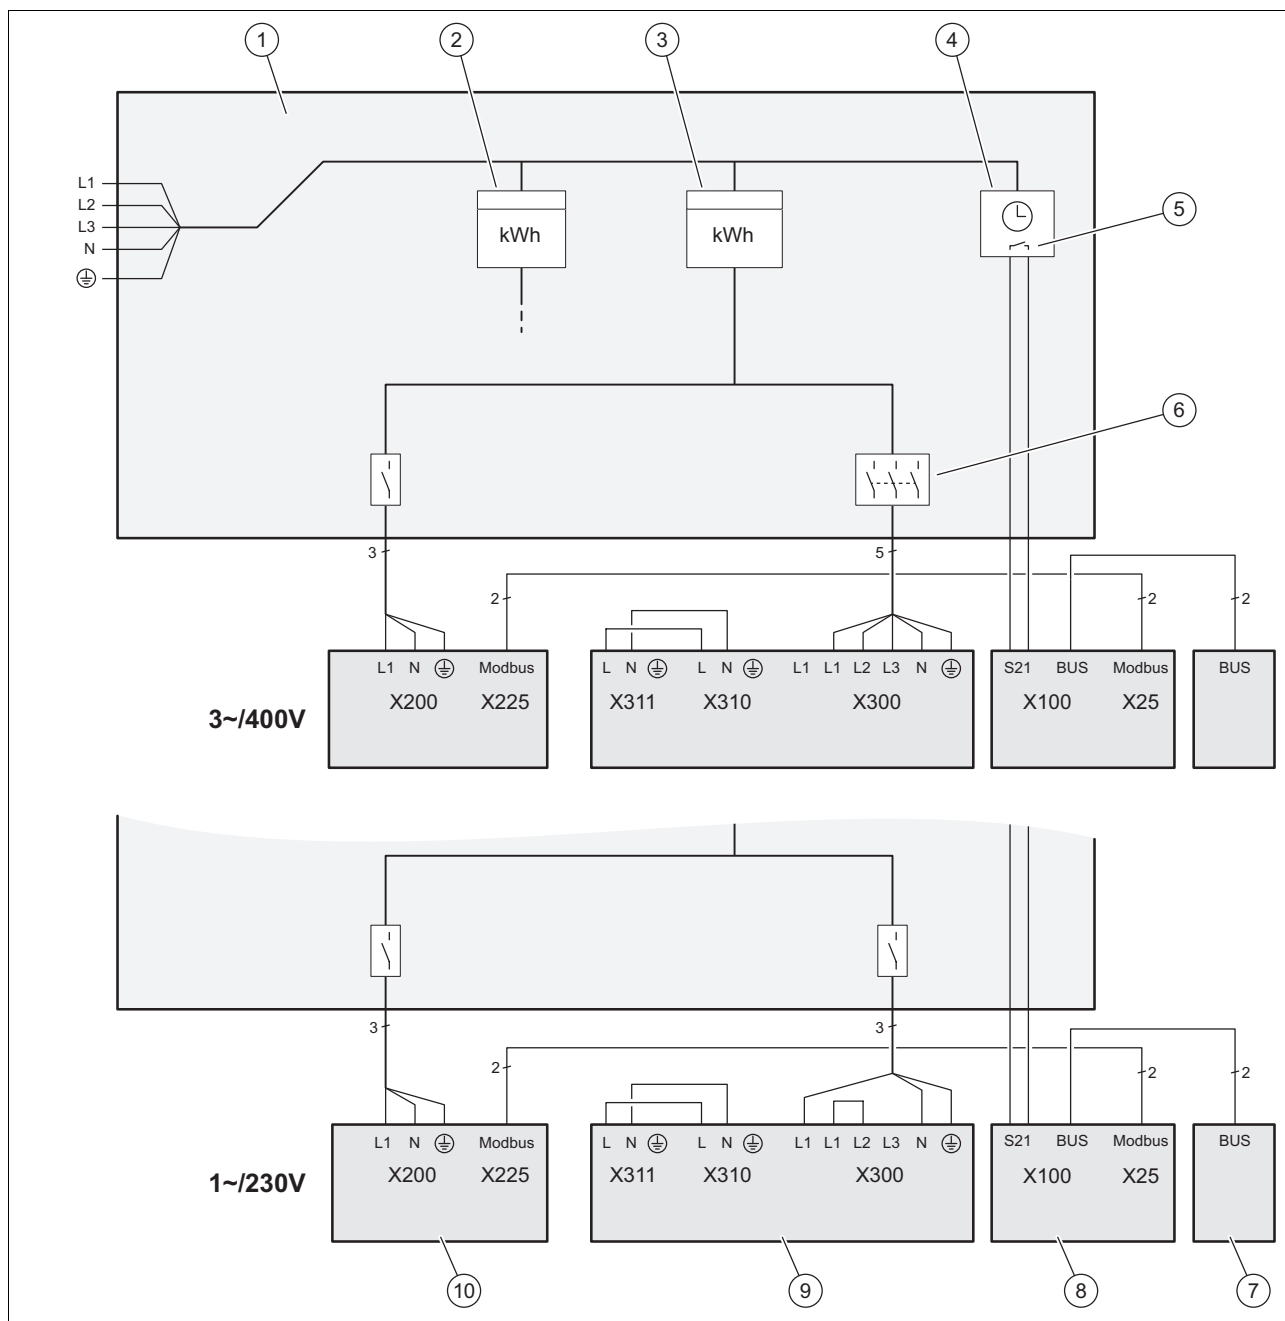 1 2 3 4
L1
L2
L3
N
kWh kWh
5
6
3 5
2 2 2
L1 N Modbus L N L N L1 L1 L2 L3 N S21 BUS Modbus BUS
X200 X225 X311 X310 X300 X100 X25
3~/400V
3 3
2 2 2
L1 N Modbus L N L N L1 L1 L2 L3 N S21 BUS Modbus BUS
X200 X225 X311 X310 X300 X100 X25
1~/230V
10 9 8 7